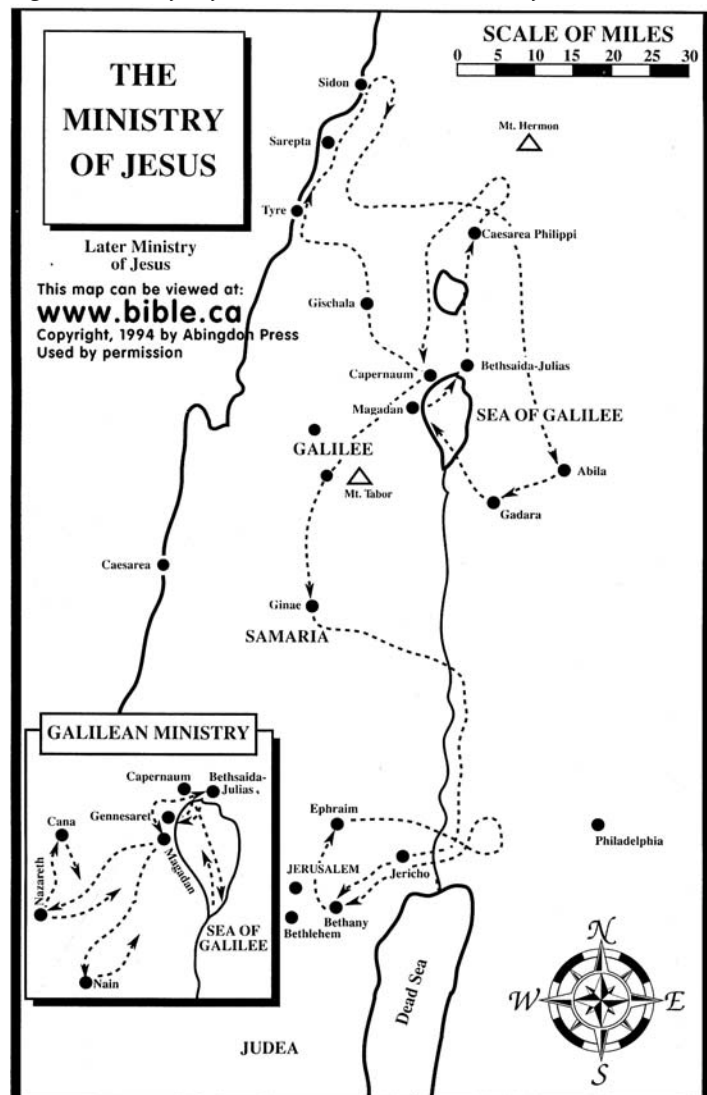 THE
MINISTRY
OF JESUS
SCALE OF MILES
0 5 10 15 20 25 30
Later Ministry
of Jesus
This map can be viewed at:
www.bible.ca
Copyright, 1994 by Abingdon Press
Used by permission
Sidon
Mt. Hermon
Sarepta
Tyre
Caesarea Philippi
Gischala
Capernaum
Bethsaida-Julias
Magadan
SEA OF GALILEE
GALILEE
Mt. Tabor
Abila
Gadara
Caesarea
Ginae
SAMARIA
GALILEAN MINISTRY
Capernaum
Bethsaida-
Julias
Gennesaret
Cana
Magadan
Nazareth
SEA OF
GALILEE
Nain
Ephraim
Philadelphia
JERUSALEM
Jericho
Bethany
Bethlehem
Dead Sea
JUDEA
N
W
E
S